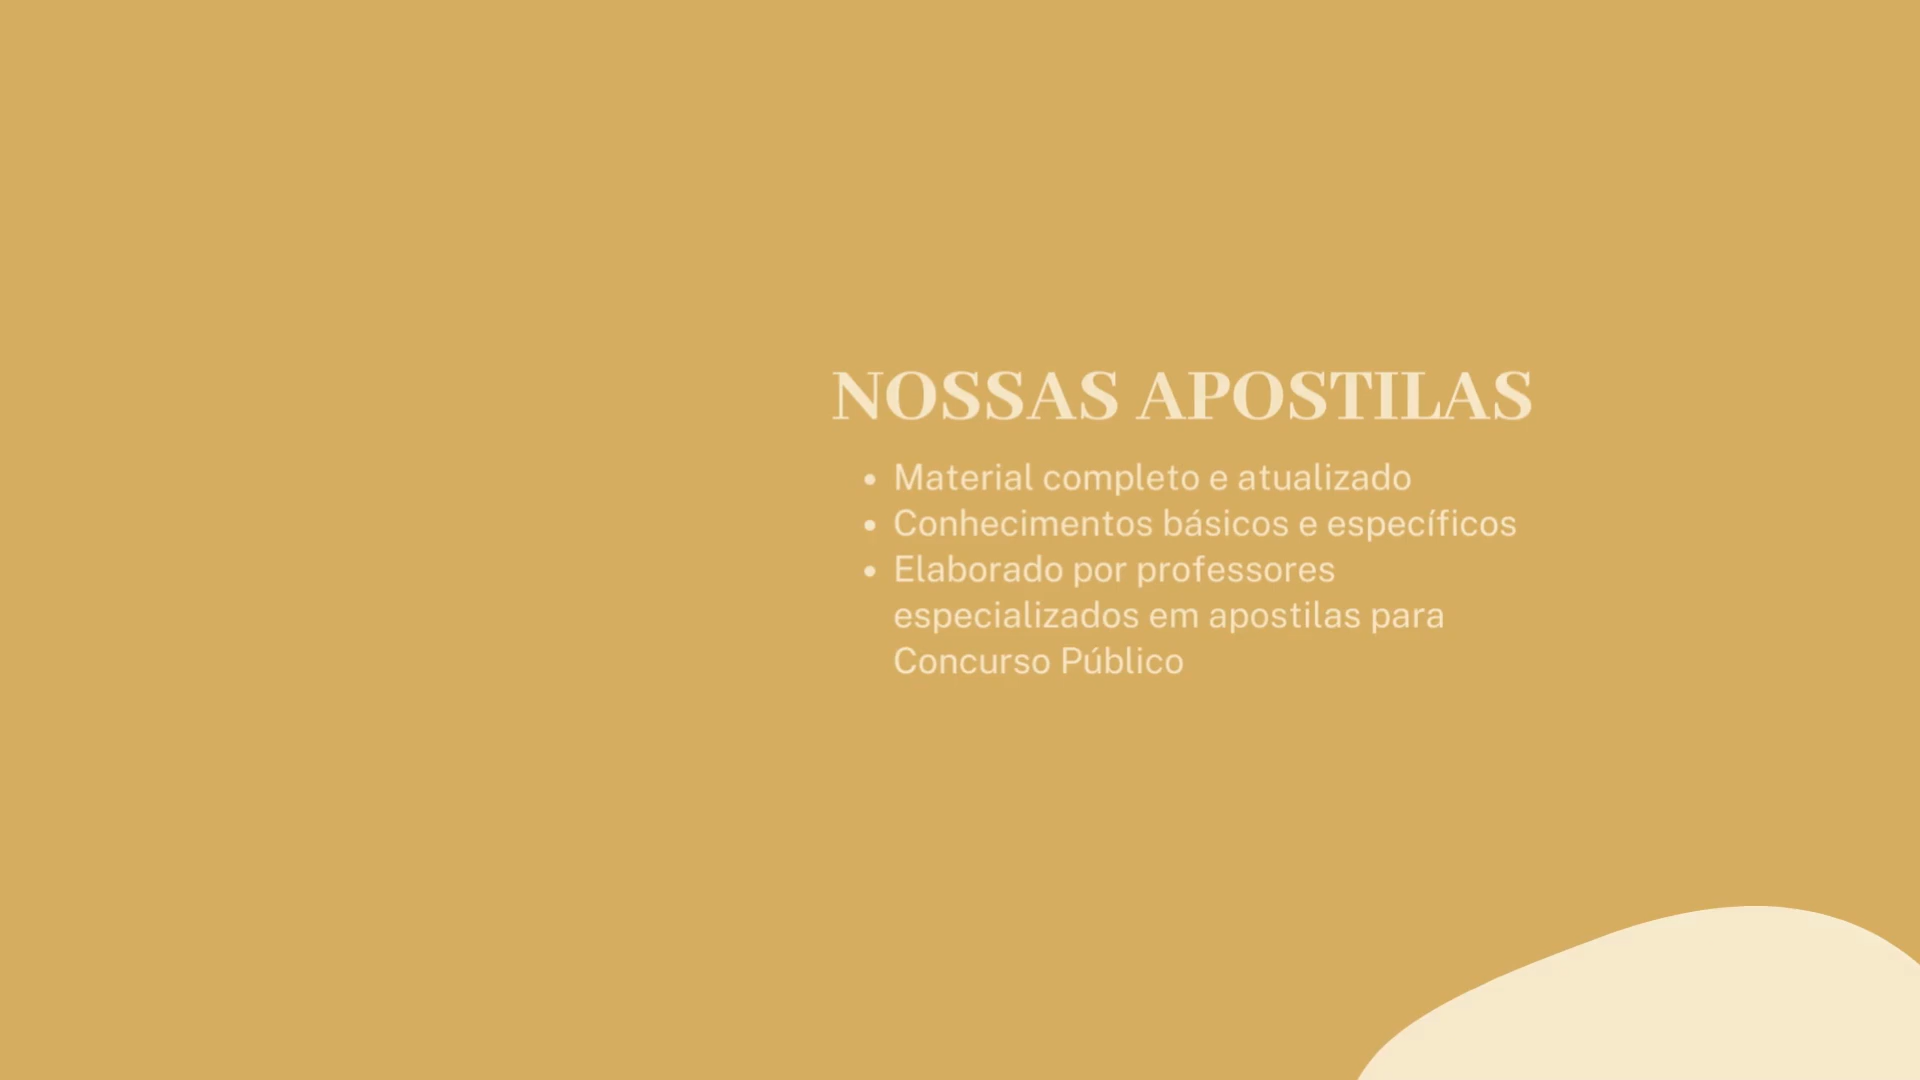 NOSSAS APOSTILAS
• Material completo e atualizado
• Conhecimentos básicos e específicos
• Elaborado por professores
especializados em apostilas para
Concurso Público